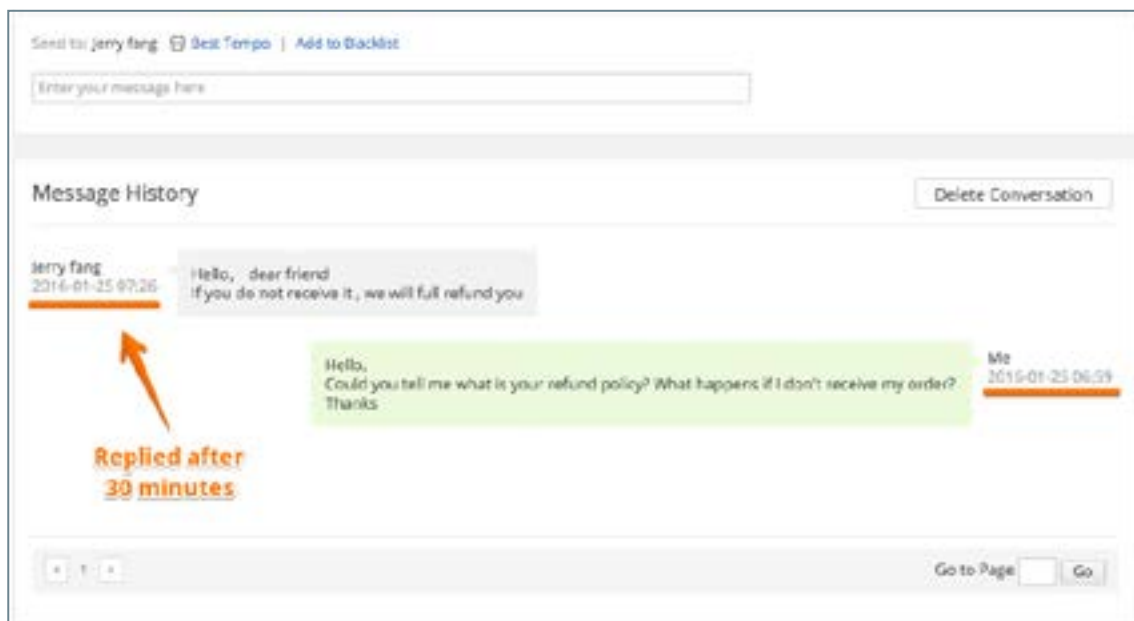 Send to: Jerry fang Best Tempo | Add to Blacklist
Enter your message here
Message History
Delete Conversation
Jerry fang
2016-01-25 07:26
Hello, dear friend
If you do not receive it, we will full refund you
Hello,
Could you tell me what is your refund policy? What happens if I don't receive my order?
Thanks
Me
2016-01-25 06:59
Replied after
30 minutes
1
Go to Page Go